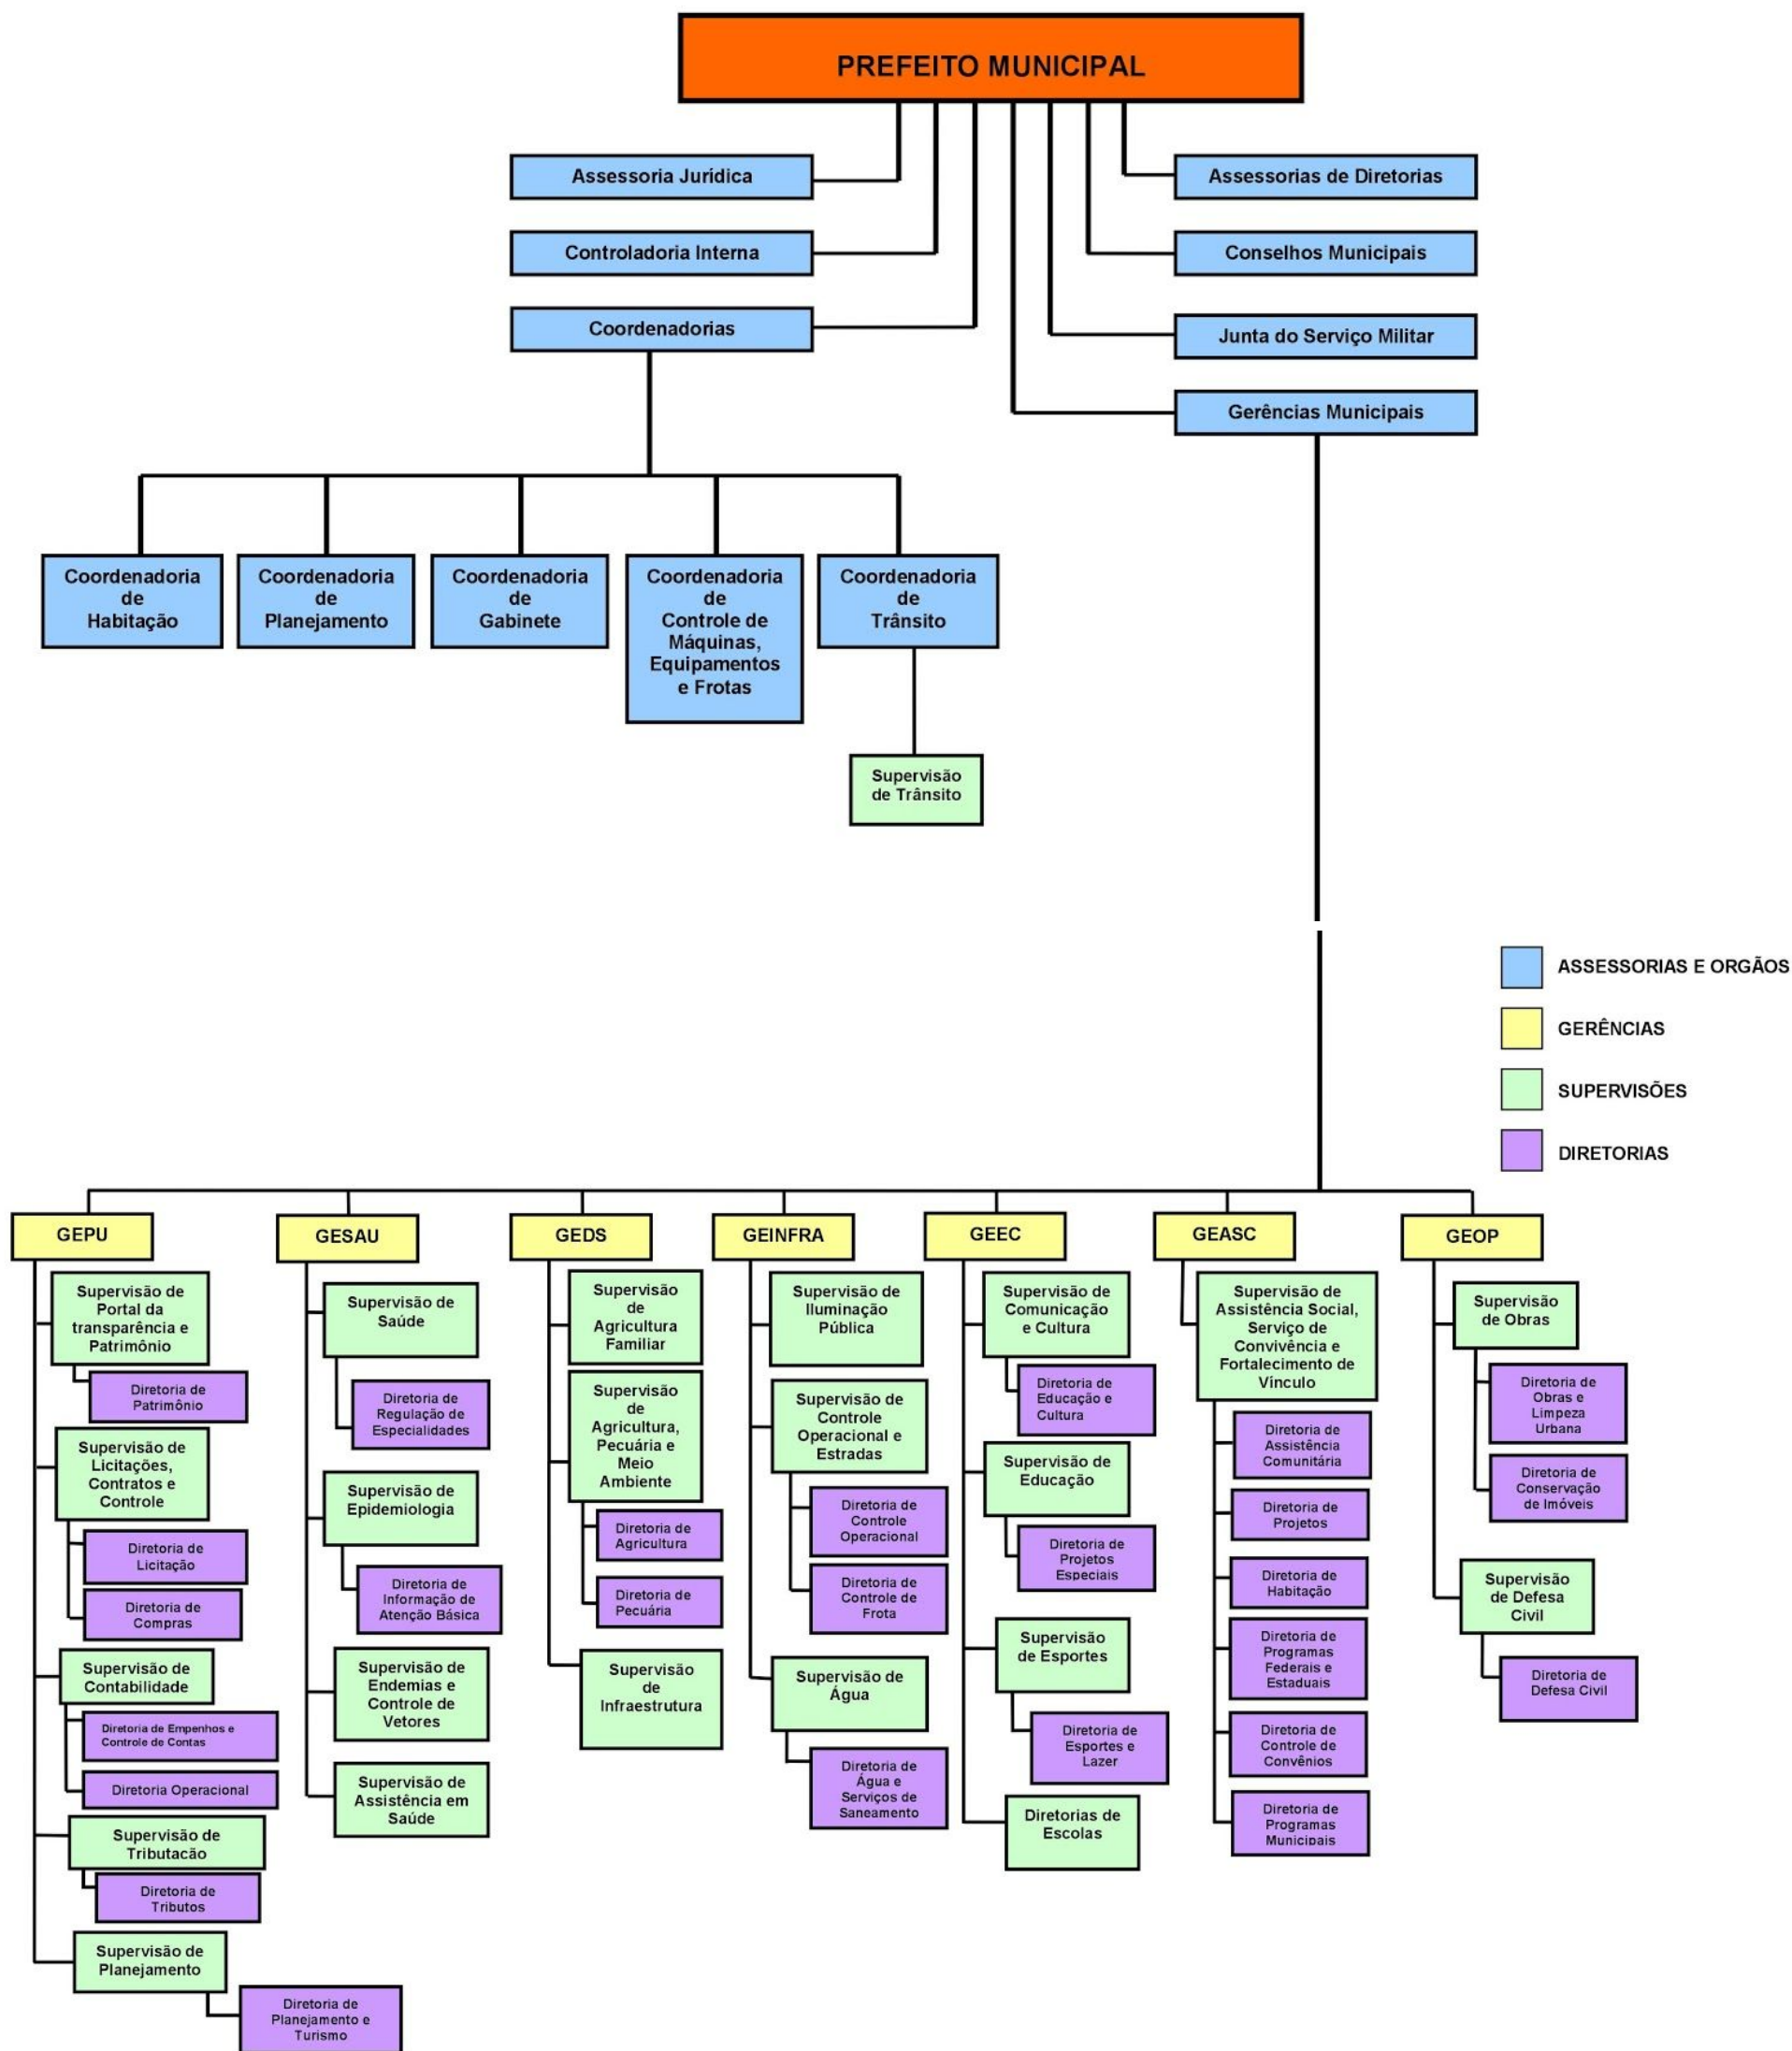 PREFEITO MUNICIPAL
Assessoria Jurídica
Assessorias de Diretorias
Controladoria Interna
Conselhos Municipais
Coordenadorias
Junta do Serviço Militar
Gerências Municipais
Coordenadoria
de
Habitação
Coordenadoria
de
Planejamento
Coordenadoria
de
Gabinete
Coordenadoria
de
Controle de
Máquinas,
Equipamentos
e Frotas
Coordenadoria
de
Trânsito
Supervisão
de Trânsito
ASSESSORIAS E ORGÃOS
GERÊNCIAS
SUPERVISÕES
DIRETORIAS
GEPU
Supervisão de
Portal da
transparência e
Patrimônio
Diretoria de
Patrimônio
Supervisão de
Licitações,
Contratos e
Controle
Diretoria de
Licitação
Diretoria de
Compras
Supervisão de
Contabilidade
Diretoria de Empenhos e
Controle de Contas
Diretoria Operacional
Supervisão de
Tributacão
Diretoria de
Tributos
Supervisão de
Planejamento
Diretoria de
Planejamento e
Turismo
GESAU
Supervisão de
Saúde
Diretoria de
Regulação de
Especialidades
Supervisão de
Epidemiologia
Diretoria de
Informação de
Atenção Básica
Supervisão de
Endemias e
Controle de
Vetores
Supervisão de
Assistência em
Saúde
GEDS
Supervisão
de
Agricultura
Familiar
Supervisão
de
Agricultura,
Pecuária e
Meio
Ambiente
Diretoria de
Agricultura
Diretoria de
Pecuária
Supervisão
de
Infraestrutura
GEINFRA
Supervisão de
Iluminação
Pública
Supervisão de
Controle
Operacional e
Estradas
Diretoria de
Controle
Operacional
Diretoria de
Controle de
Frota
Supervisão de
Água
Diretoria de
Água e
Serviços de
Saneamento
GEEC
Supervisão de
Comunicação
e Cultura
Diretoria de
Educação e
Cultura
Supervisão de
Educação
Diretoria de
Projetos
Especiais
Supervisão
de Esportes
Diretoria de
Esportes e
Lazer
Diretorias de
Escolas
GEASC
Supervisão de
Assistência Social,
Serviço de
Convivência e
Fortalecimento de
Vínculo
Diretoria de
Assistência
Comunitária
Diretoria de
Projetos
Diretoria de
Habitação
Diretoria de
Programas
Federais e
Estaduais
Diretoria de
Controle de
Convênios
Diretoria de
Programas
Municipais
GEOP
Supervisão
de Obras
Diretoria de
Obras e
Limpeza
Urbana
Diretoria de
Conservação
de Imóveis
Supervisão
de Defesa
Civil
Diretoria de
Defesa Civil